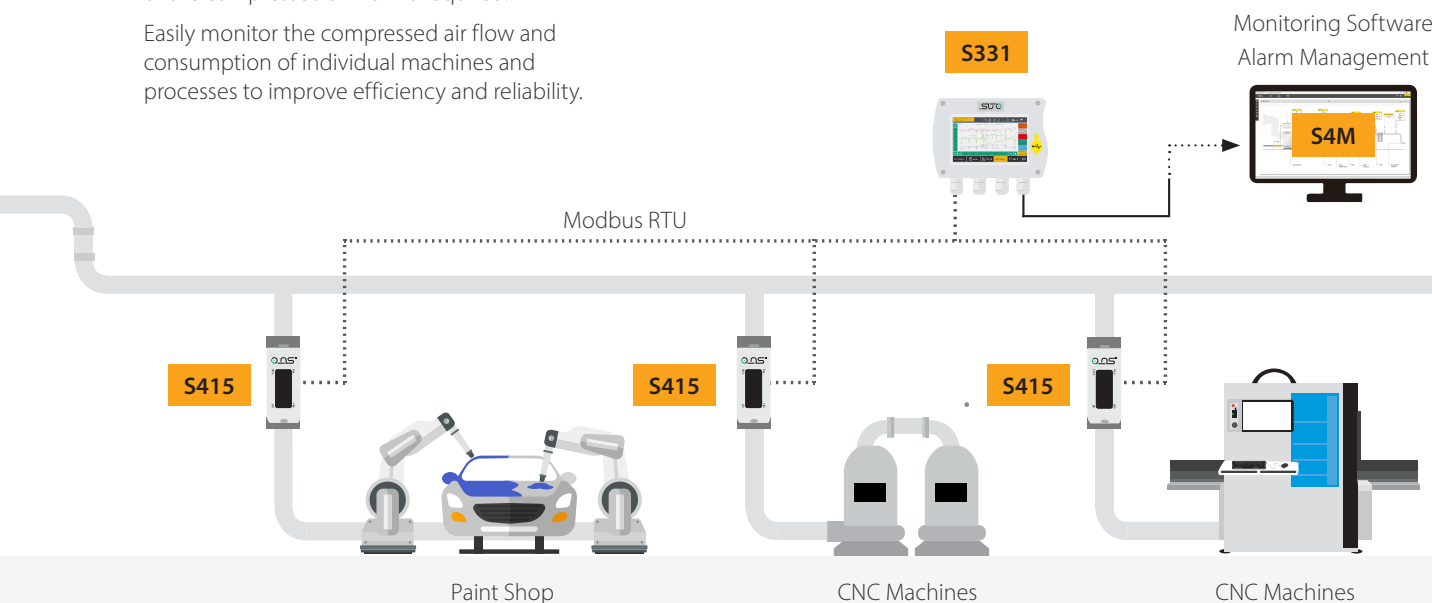 Easily monitor the compressed air flow and
consumption of individual machines and
processes to improve efficiency and reliability.
Monitoring Software
Alarm Management
S331
S4M
Modbus RTU
S415
S415
S415
Paint Shop
CNC Machines
CNC Machines